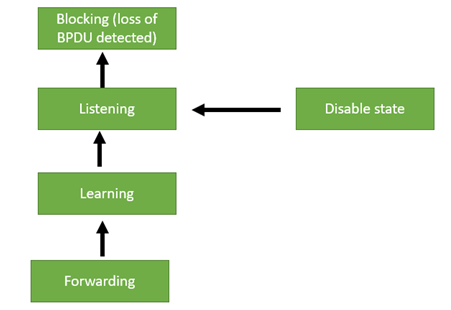 Blocking (loss of
BPDU detected)
Listening
Disable state
Learning
Forwarding